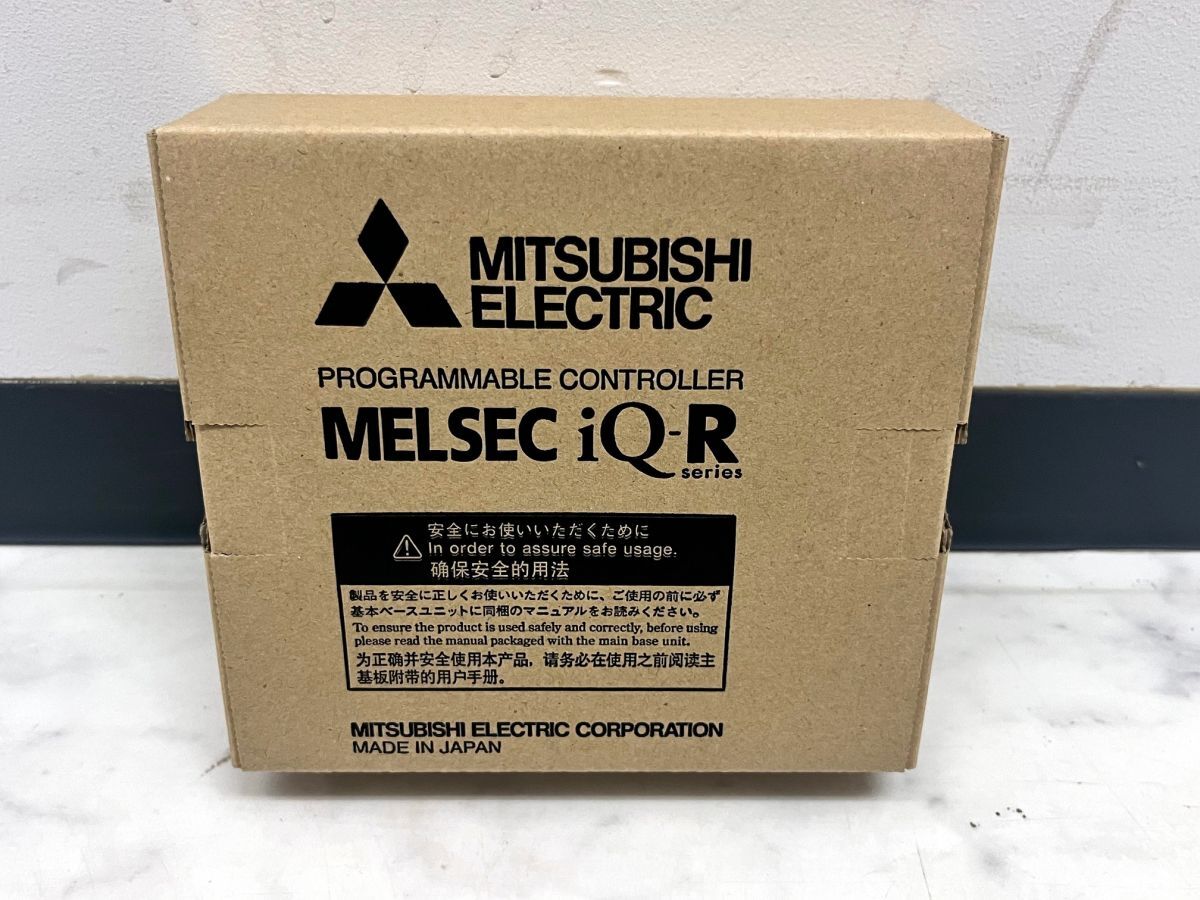 MITSUBISHI
ELECTRIC
PROGRAMMABLE CONTROLLER
MELSEC iQ-R
series
安全にお使いいただくために
In order to assure safe usage.
确保安全的用法
製品を安全に正しくお使いいただくために、ご使用の前に必ず
基本ベースユニットに同梱のマニュアルをお読みください。
To ensure the product is used safely and correctly, before using
please read the manual packaged with the main base unit.
为正确并安全使用本产品，请务必在使用之前阅读主
基板附带的用户手册。
MITSUBISHI ELECTRIC CORPORATION
MADE IN JAPAN